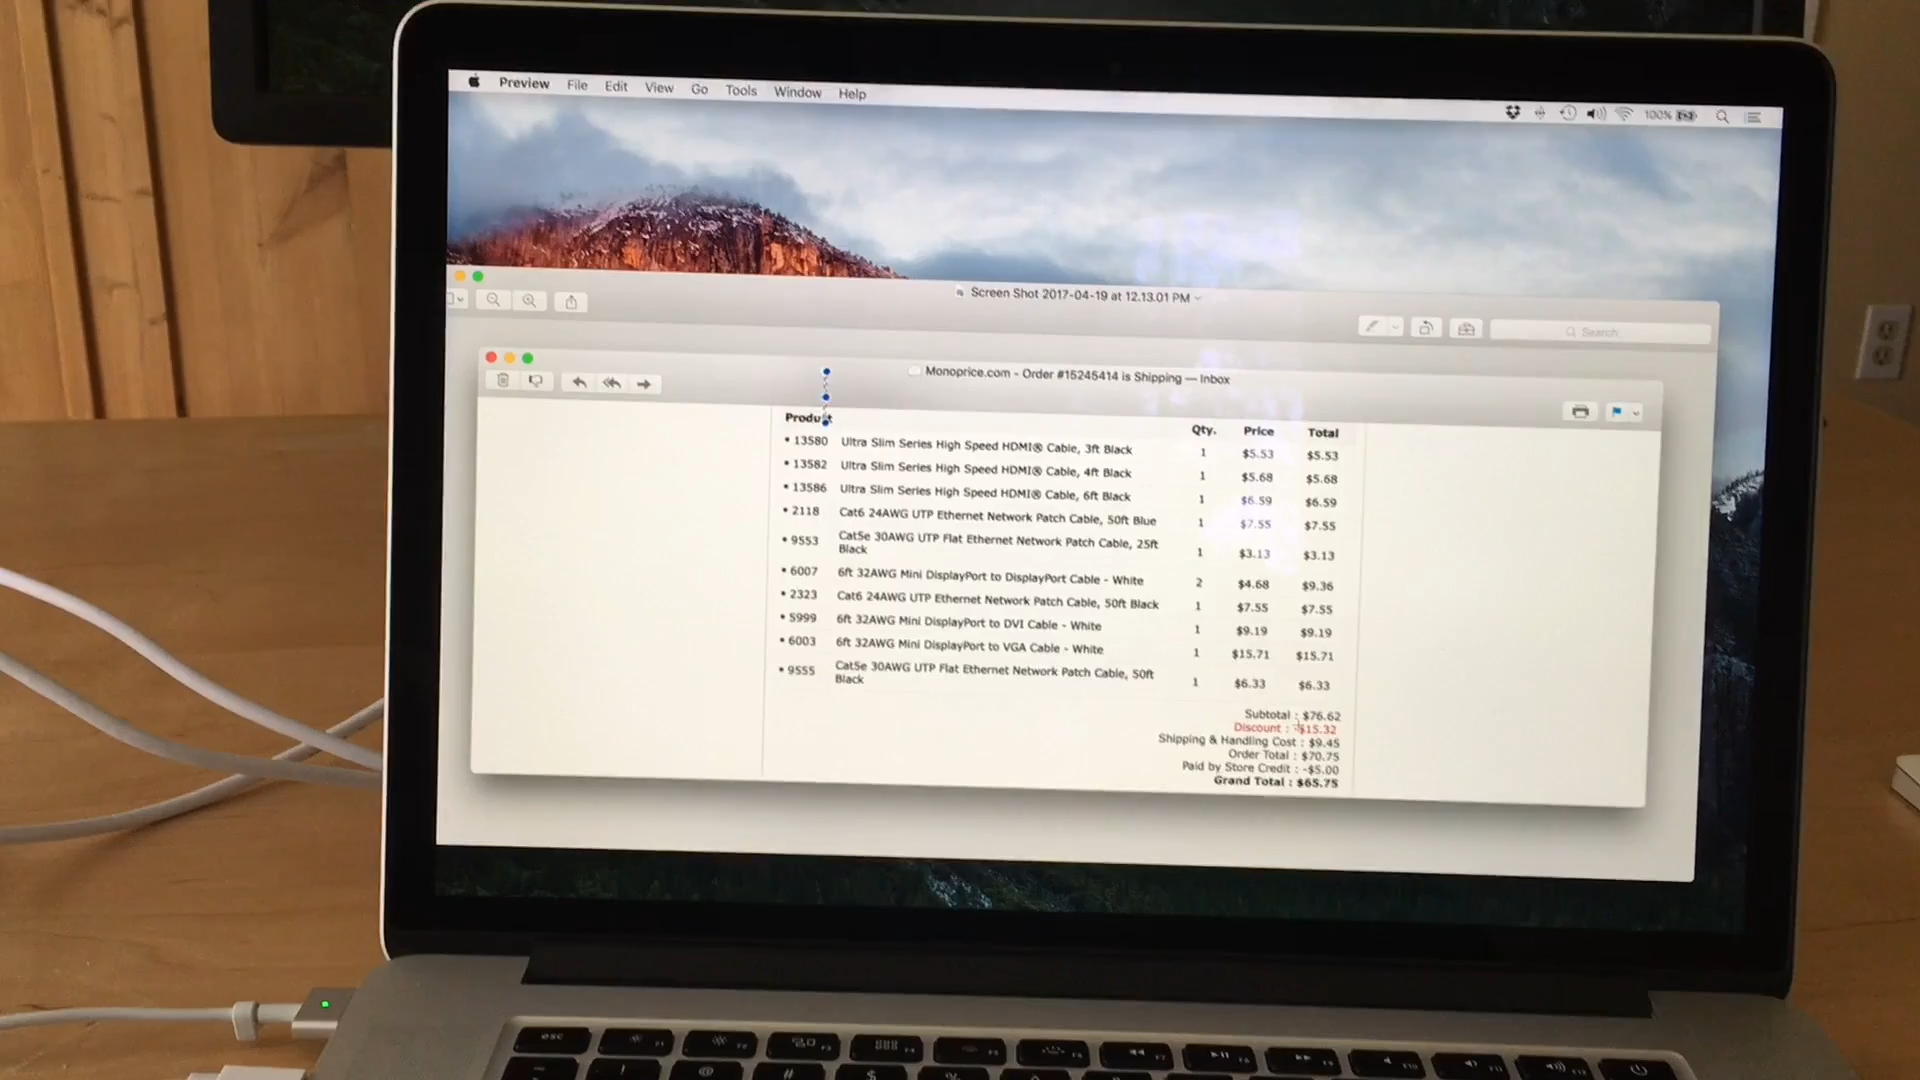 Preview File Edit View Go Tools Window Help
100%
Screen Shot 2017-04-19 at 12.13.01 PM
Search
Monoprice.com - Order #15245414 is Shipping — Inbox
Product Qty. Price Total
• 13580 Ultra Slim Series High Speed HDMI® Cable, 3ft Black 1 $5.53 $5.53
• 13582 Ultra Slim Series High Speed HDMI® Cable, 4ft Black 1 $5.68 $5.68
• 13586 Ultra Slim Series High Speed HDMI® Cable, 6ft Black 1 $6.59 $6.59
• 2118 Cat6 24AWG UTP Ethernet Network Patch Cable, 50ft Blue 1 $7.55 $7.55
• 9553 Cat5e 30AWG UTP Flat Ethernet Network Patch Cable, 25ft
Black 1 $3.13 $3.13
• 6007 6ft 32AWG Mini DisplayPort to DisplayPort Cable - White 2 $4.68 $9.36
• 2323 Cat6 24AWG UTP Ethernet Network Patch Cable, 50ft Black 1 $7.55 $7.55
• 5999 6ft 32AWG Mini DisplayPort to DVI Cable - White 1 $9.19 $9.19
• 6003 6ft 32AWG Mini DisplayPort to VGA Cable - White 1 $15.71 $15.71
• 9555 Cat5e 30AWG UTP Flat Ethernet Network Patch Cable, 50ft
Black 1 $6.33 $6.33
Subtotal : $76.62
Discount : -$15.32
Shipping & Handling Cost : $9.45
Order Total : $70.75
Paid by Store Credit : -$5.00
Grand Total : $65.75
esc